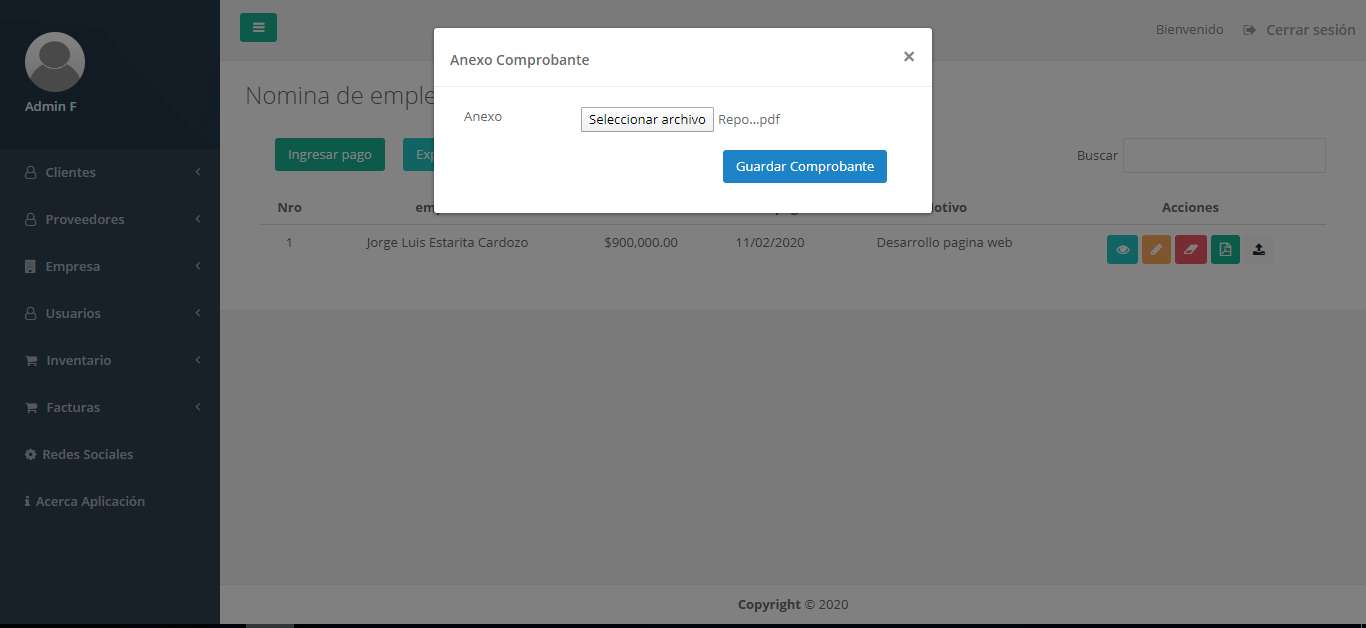 Admin F
Clientes
Proveedores
Empresa
Usuarios
Inventario
Facturas
Redes Sociales
Acerca Aplicación
Bienvenido Cerrar sesión
Anexo Comprobante ×
Anexo Seleccionar archivo Repo...pdf
Guardar Comprobante
Nomina de emple
Ingresar pago Exp Buscar
Nro em otivo Acciones
1 Jorge Luis Estarita Cardozo $900,000.00 11/02/2020 Desarrollo pagina web
Copyright © 2020